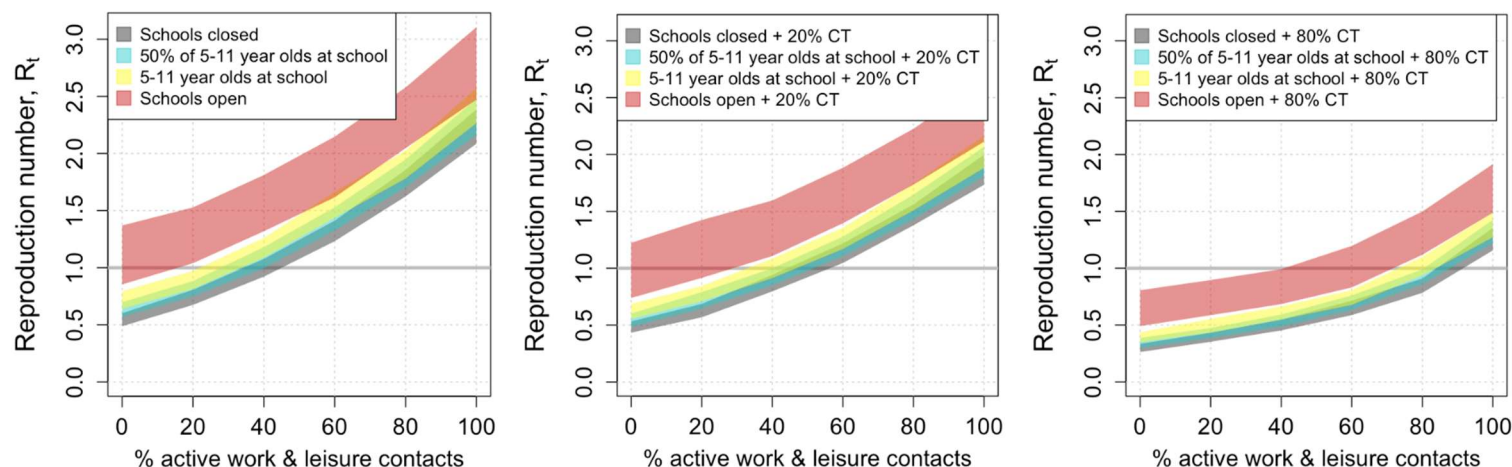 Reproduction number, Rt
3.0
2.5
2.0
1.5
1.0
0.5
0.0
Schools closed
50% of 5-11 year olds at school
5-11 year olds at school
Schools open
0 20 40 60 80 100
% active work & leisure contacts
Reproduction number, Rt
3.0
2.5
2.0
1.5
1.0
0.5
0.0
Schools closed + 20% CT
50% of 5-11 year olds at school + 20% CT
5-11 year olds at school + 20% CT
Schools open + 20% CT
0 20 40 60 80 100
% active work & leisure contacts
Reproduction number, Rt
3.0
2.5
2.0
1.5
1.0
0.5
0.0
Schools closed + 80% CT
50% of 5-11 year olds at school + 80% CT
5-11 year olds at school + 80% CT
Schools open + 80% CT
0 20 40 60 80 100
% active work & leisure contacts